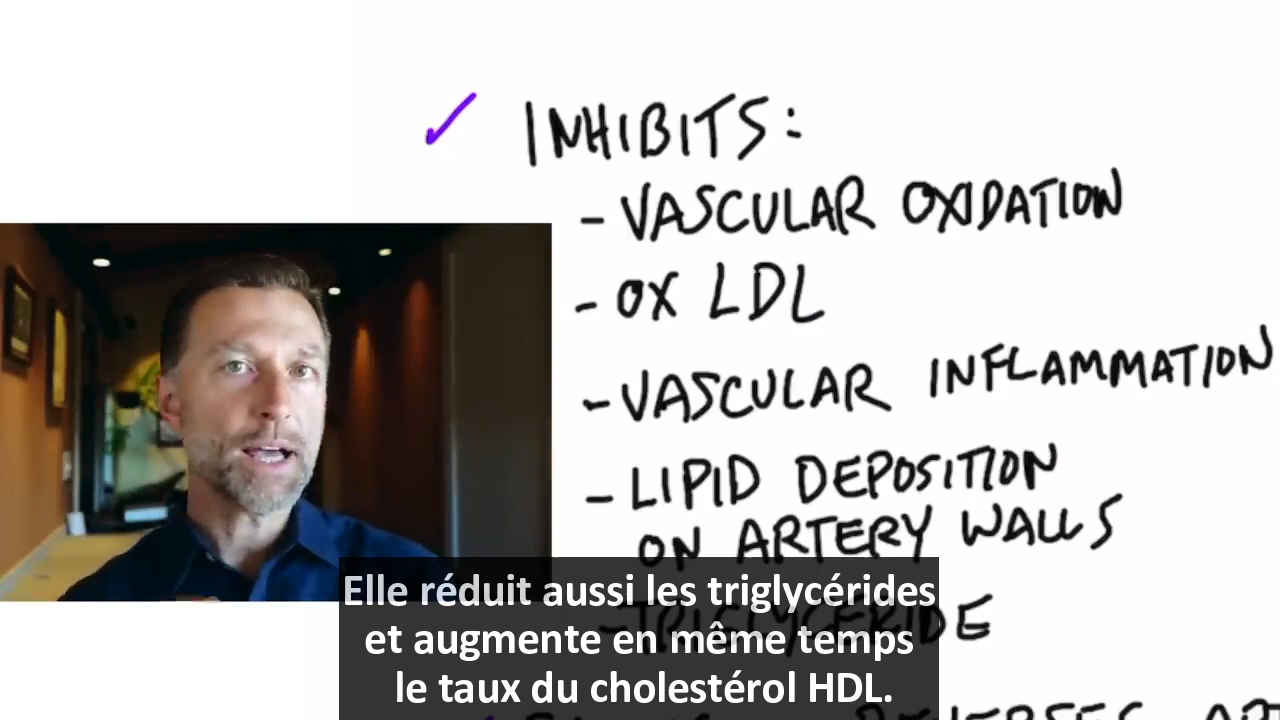 INHIBITS:
- VASCULAR OXIDATION
- OX LDL
- VASCULAR INFLAMMATION
- LIPID DEPOSITION
ON ARTERY WALLS
- TRIGLYCERIDE
Elle réduit aussi les triglycérides
et augmente en même temps
le taux du cholestérol HDL.